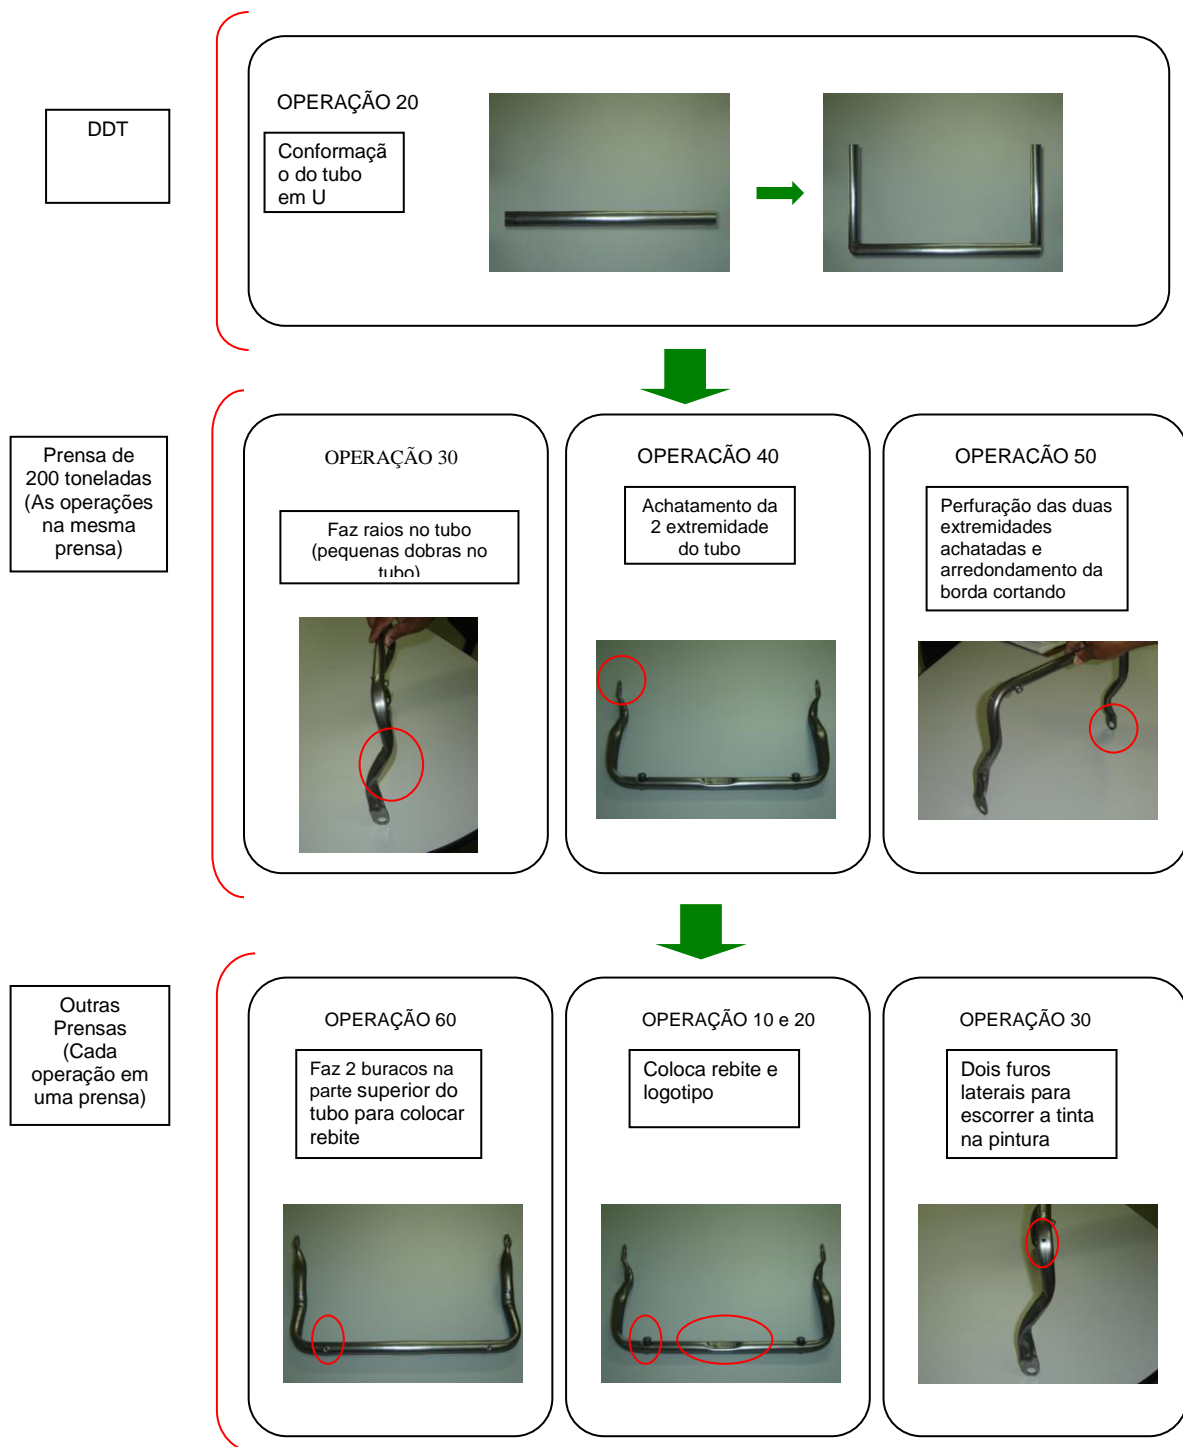 DDT
OPERAÇÃO 20
Conformaçã
o do tubo
em U
Prensa de
200 toneladas
(As operações
na mesma
prensa)
OPERAÇÃO 30
Faz raios no tubo
(pequenas dobras no
tubo)
OPERAÇÃO 40
Achatamento da
2 extremidade
do tubo
OPERAÇÃO 50
Perfuração das duas
extremidades
achatadas e
arredondamento da
borda cortando
Outras
Prensas
(Cada
operação em
uma prensa)
OPERAÇÃO 60
Faz 2 buracos na
parte superior do
tubo para colocar
rebite
OPERAÇÃO 10 e 20
Coloca rebite e
logotipo
OPERAÇÃO 30
Dois furos
laterais para
escorrer a tinta
na pintura